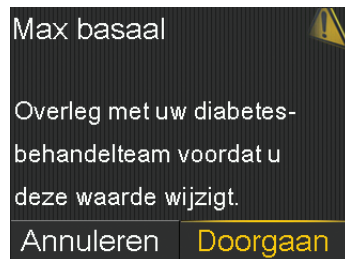 Max basaal
Overleg met uw diabetes-
behandelteam voordat u
deze waarde wijzigt.
Annuleren Doorgaan